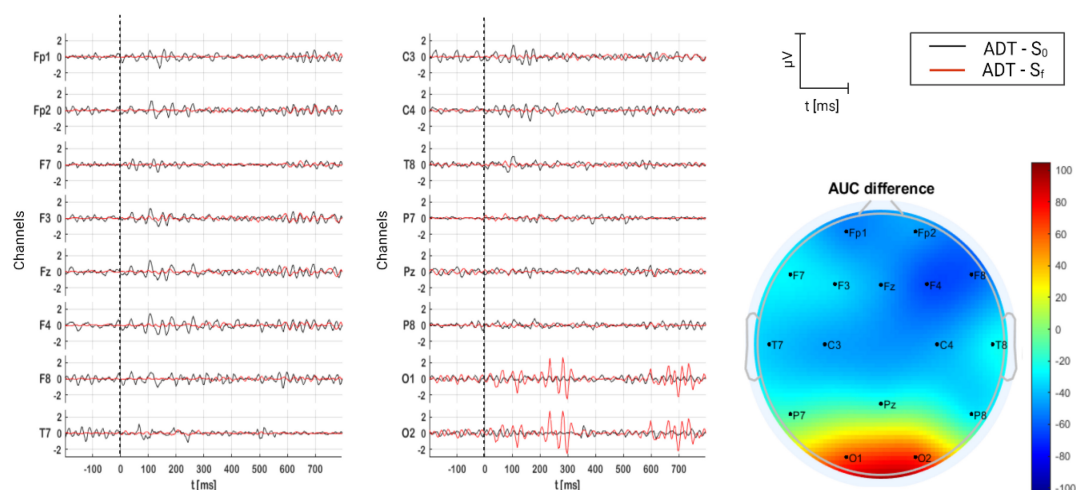 Channels
Fp1 2 0 -2
Fp2 2 0 -2
F7 2 0 -2
F3 2 0 -2
Fz 2 0 -2
F4 2 0 -2
F8 2 0 -2
T7 2 0 -2
-100 0 100 200 300 400 500 600 700
t [ms]
Channels
C3 2 0 -2
C4 2 0 -2
T8 2 0 -2
P7 2 0 -2
Pz 2 0 -2
P8 2 0 -2
O1 2 0 -2
O2 2 0 -2
-100 0 100 200 300 400 500 600 700
t [ms]
µV
t [ms]
ADT - S₀
ADT - Sf
AUC difference
Fp1 Fp2
F7 F8
F3 Fz F4
T7 C3 C4 T8
Pz
P7 P8
O1 O2
100
80
60
40
20
0
-20
-40
-60
-80
-100